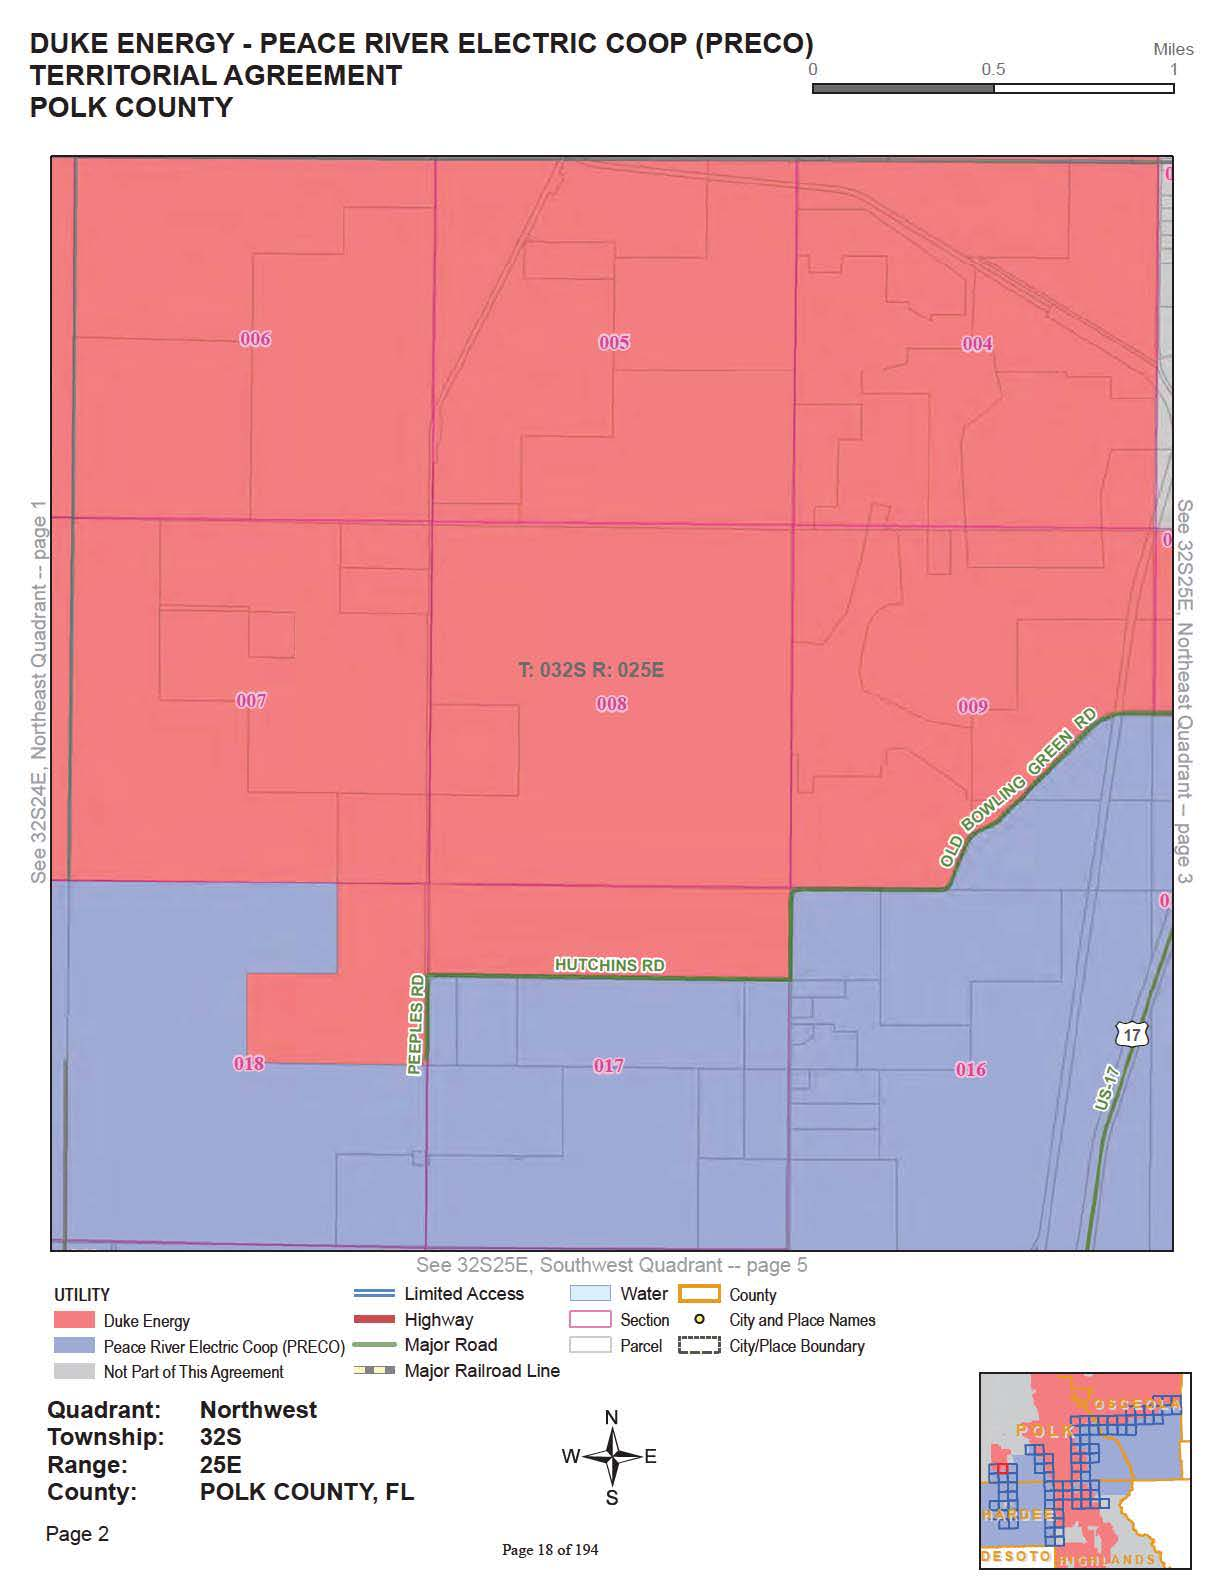 DUKE ENERGY - PEACE RIVER ELECTRIC COOP (PRECO)
TERRITORIAL AGREEMENT
POLK COUNTY
Miles
0 0.5 1
0
006
005
004
0
See 32S24E, Northeast Quadrant -- page 1
See 32S25E, Northeast Quadrant -- page 3
T: 032S R: 025E
007
008
009
OLD BOWLING GREEN RD
0
HUTCHINS RD
PEEPLES RD
018
017
016
17
US-17
See 32S25E, Southwest Quadrant -- page 5
UTILITY
Duke Energy
Peace River Electric Coop (PRECO)
Not Part of This Agreement
Limited Access
Highway
Major Road
Major Railroad Line
Water
Section
Parcel
County
City and Place Names
City/Place Boundary
Quadrant: Northwest
Township: 32S
Range: 25E
County: POLK COUNTY, FL
Page 2
N
W E
S
Page 18 of 194
OSCEOLA
POLK
HARDEE
DESOTO
HIGHLANDS